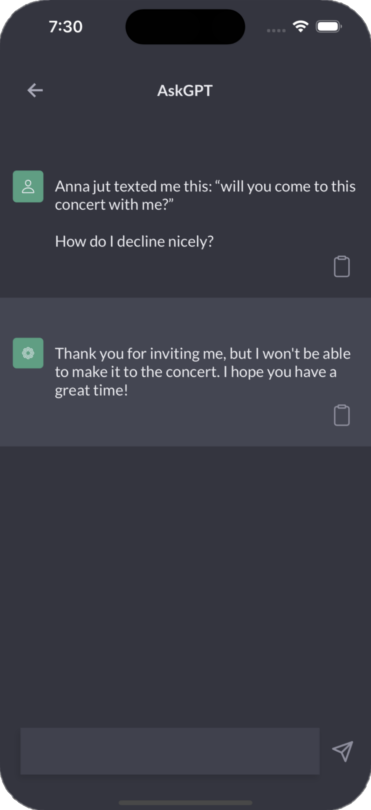 7:30
AskGPT
Anna jut texted me this: “will you come to this
concert with me?”
How do I decline nicely?
Thank you for inviting me, but I won't be able
to make it to the concert. I hope you have a
great time!